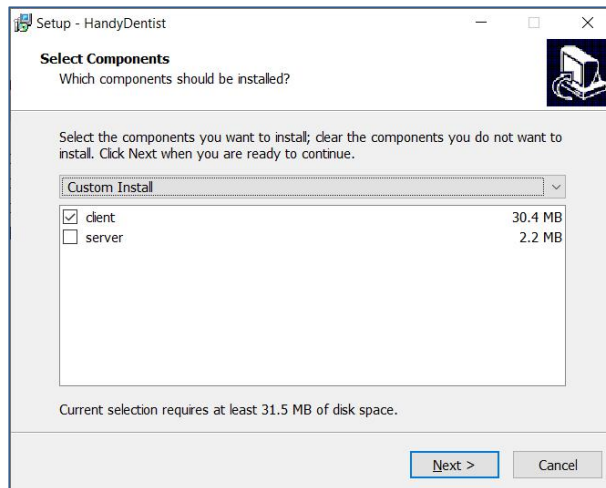 Setup - HandyDentist
Select Components
Which components should be installed?
Select the components you want to install; clear the components you do not want to
install. Click Next when you are ready to continue.
Custom Install
client 30.4 MB
server 2.2 MB
Current selection requires at least 31.5 MB of disk space.
Next > Cancel